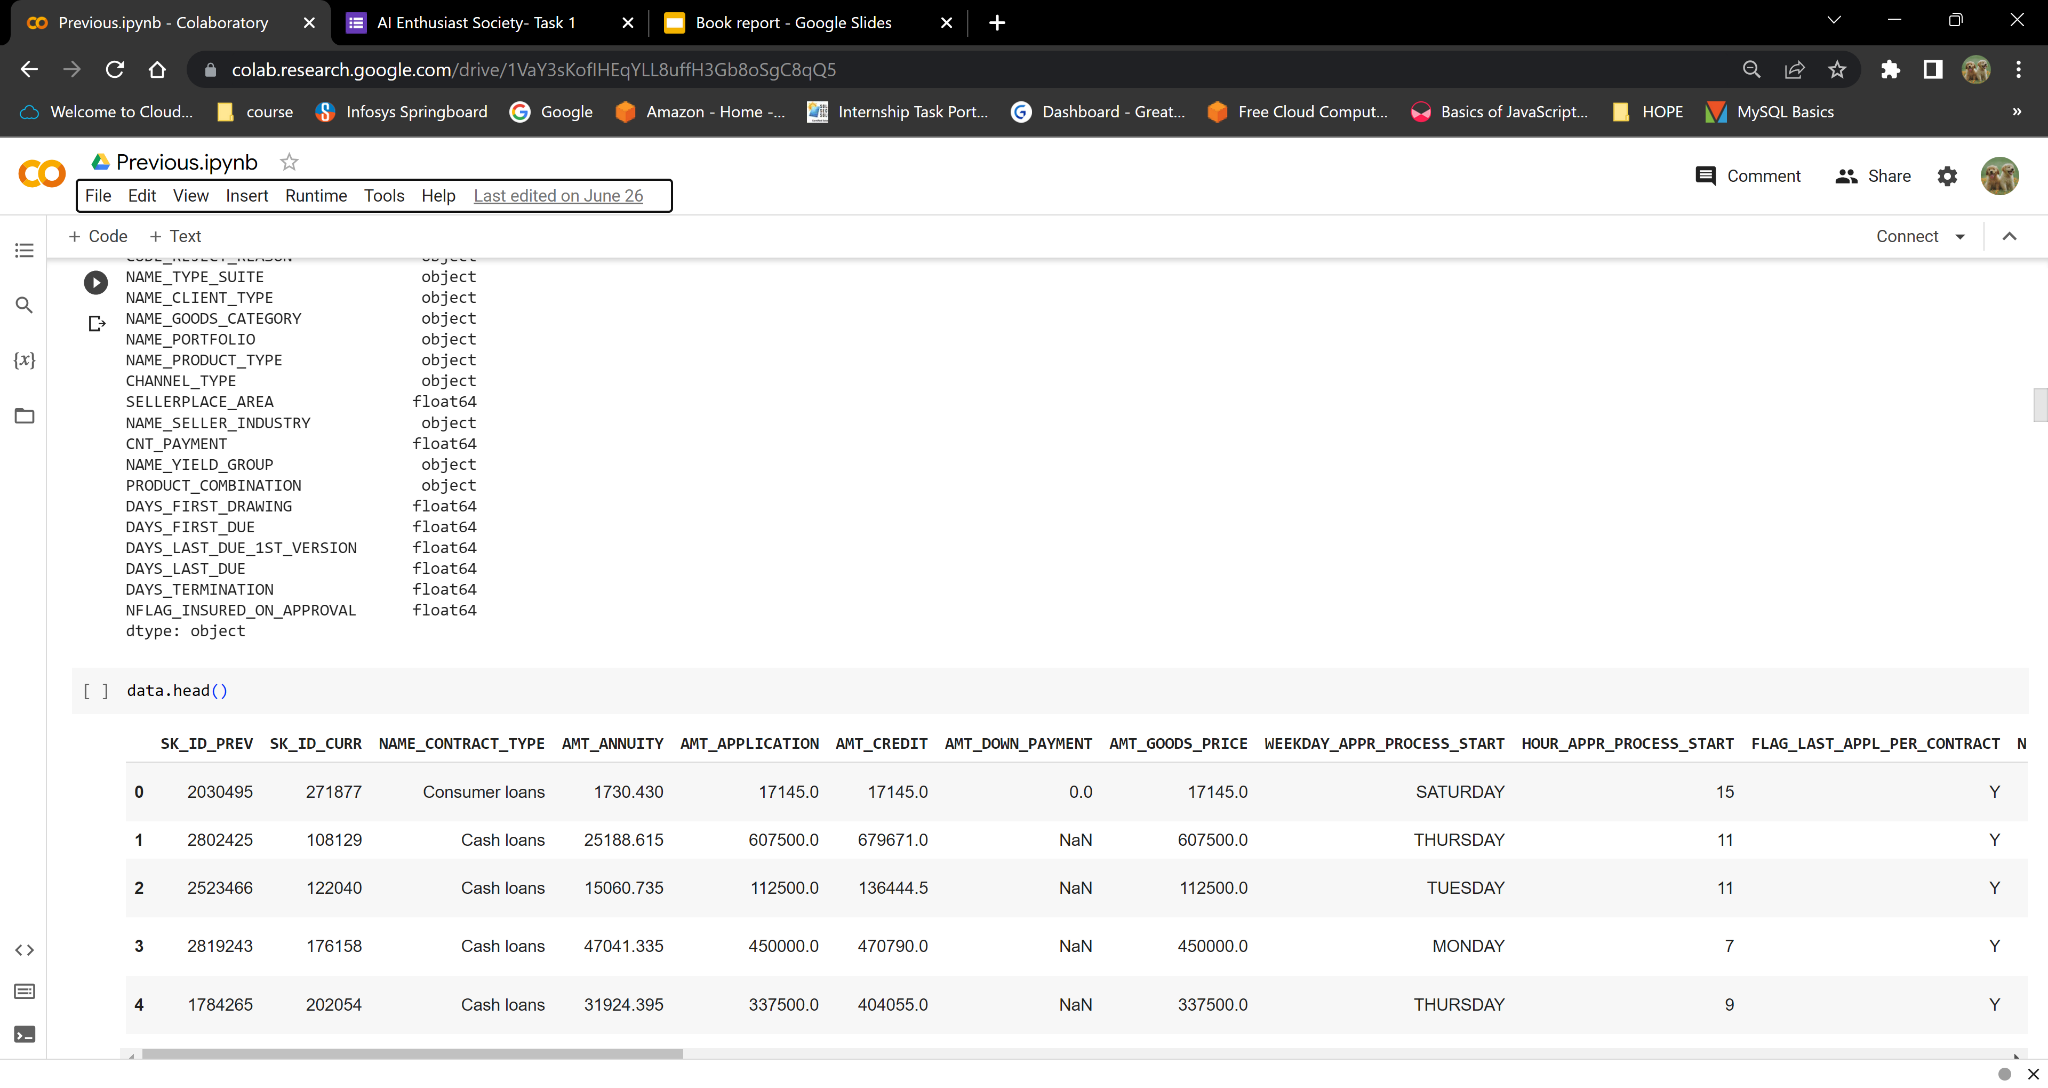 Previous.ipynb - Colaboratory
AI Enthusiast Society- Task 1
Book report - Google Slides
colab.research.google.com/drive/1VaY3sKoflHEqYLL8uffH3Gb8oSgC8qQ5
Welcome to Cloud...
course
Infosys Springboard
Google
Amazon - Home -...
Internship Task Port...
Dashboard - Great...
Free Cloud Comput...
Basics of JavaScript...
HOPE
MySQL Basics
»
Previous.ipynb
Comment
Share
File Edit View Insert Runtime Tools Help Last edited on June 26
+ Code + Text
Connect
CODE_REJECT_REASON object
NAME_TYPE_SUITE object
NAME_CLIENT_TYPE object
NAME_GOODS_CATEGORY object
NAME_PORTFOLIO object
NAME_PRODUCT_TYPE object
CHANNEL_TYPE object
SELLERPLACE_AREA float64
NAME_SELLER_INDUSTRY object
CNT_PAYMENT float64
NAME_YIELD_GROUP object
PRODUCT_COMBINATION object
DAYS_FIRST_DRAWING float64
DAYS_FIRST_DUE float64
DAYS_LAST_DUE_1ST_VERSION float64
DAYS_LAST_DUE float64
DAYS_TERMINATION float64
NFLAG_INSURED_ON_APPROVAL float64
dtype: object
[ ] data.head()
SK_ID_PREV SK_ID_CURR NAME_CONTRACT_TYPE AMT_ANNUITY AMT_APPLICATION AMT_CREDIT AMT_DOWN_PAYMENT AMT_GOODS_PRICE WEEKDAY_APPR_PROCESS_START HOUR_APPR_PROCESS_START FLAG_LAST_APPL_PER_CONTRACT N
0 2030495 271877 Consumer loans 1730.430 17145.0 17145.0 0.0 17145.0 SATURDAY 15 Y
1 2802425 108129 Cash loans 25188.615 607500.0 679671.0 NaN 607500.0 THURSDAY 11 Y
2 2523466 122040 Cash loans 15060.735 112500.0 136444.5 NaN 112500.0 TUESDAY 11 Y
3 2819243 176158 Cash loans 47041.335 450000.0 470790.0 NaN 450000.0 MONDAY 7 Y
4 1784265 202054 Cash loans 31924.395 337500.0 404055.0 NaN 337500.0 THURSDAY 9 Y